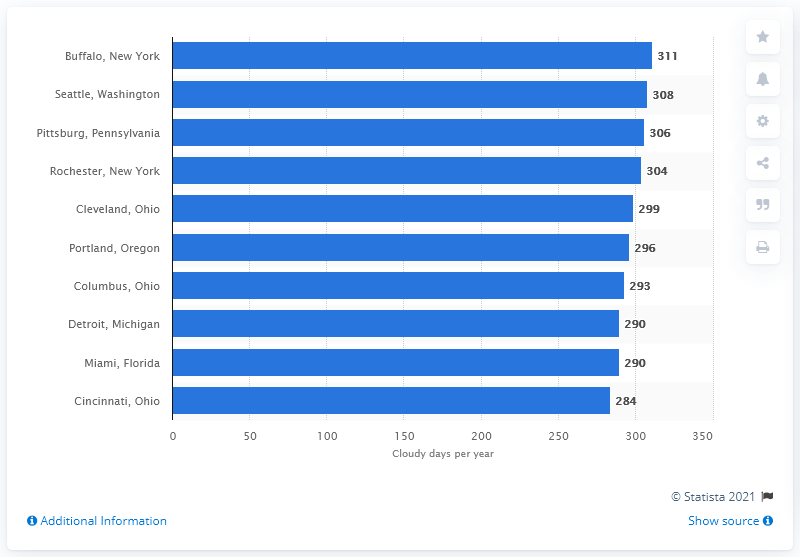 Buffalo, New York 311
Seattle, Washington 308
Pittsburg, Pennsylvania 306
Rochester, New York 304
Cleveland, Ohio 299
Portland, Oregon 296
Columbus, Ohio 293
Detroit, Michigan 290
Miami, Florida 290
Cincinnati, Ohio 284
0 50 100 150 200 250 300 350
Cloudy days per year
© Statista 2021
Additional Information Show source